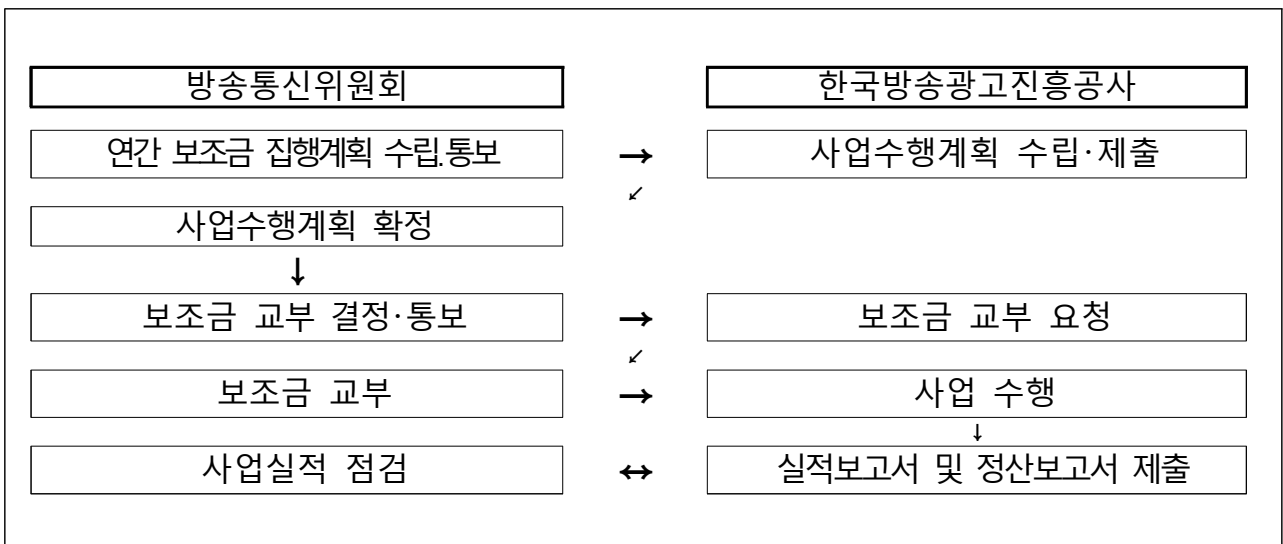 방송통신위원회 한국방송광고진흥공사
연간 보조금 집행계획 수립.통보 → 사업수행계획 수립·제출
↙
사업수행계획 확정
↓
보조금 교부 결정·통보 → 보조금 교부 요청
↙
보조금 교부 → 사업 수행
↓
사업실적 점검 ↔ 실적보고서 및 정산보고서 제출